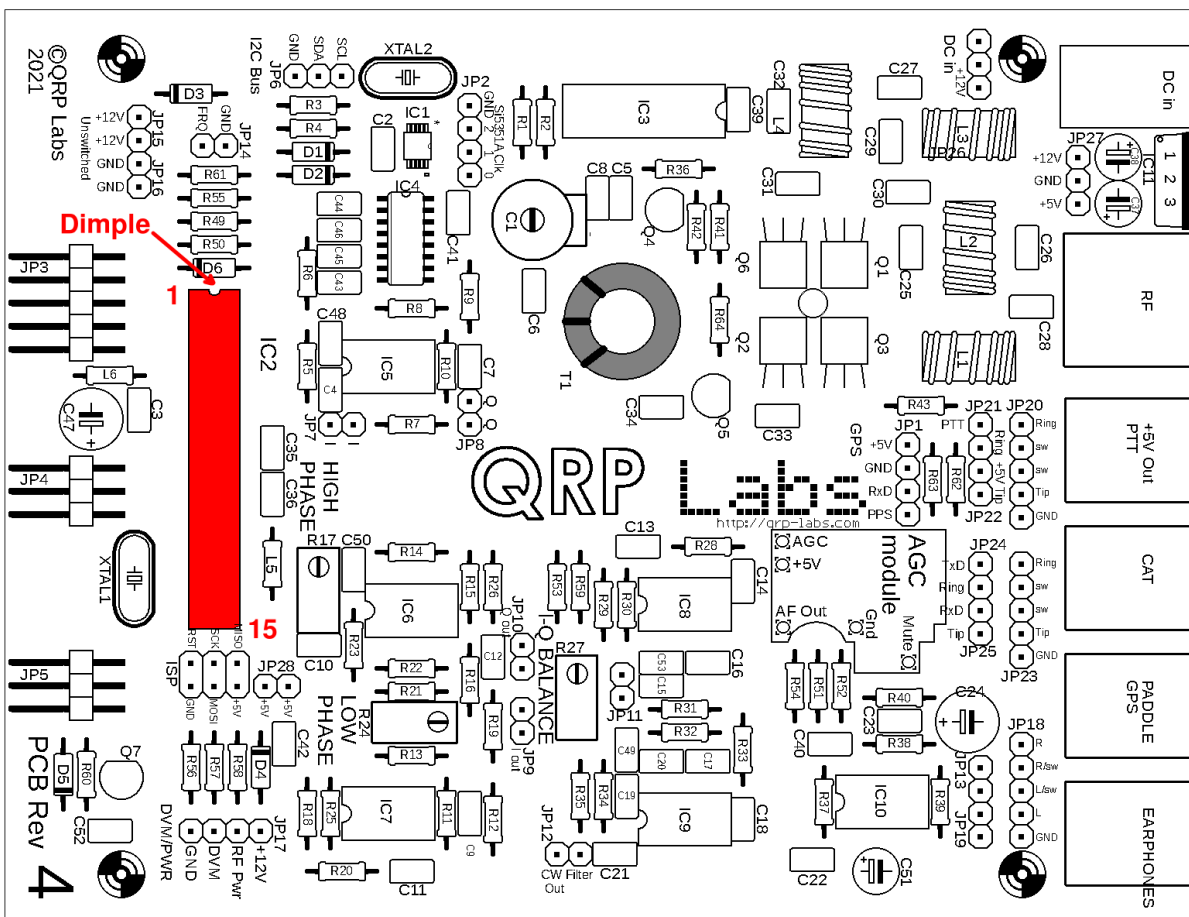 ©QRP Labs
2021
D3
FRQ
GND
JP14
+12V
+12V
GND
GND
Unswitched
JP15
JP16
R61
R55
R49
R50
D6
Dimple
1
15
IC2
I2C Bus
JP6
GND
SDA
SCL
XTAL2
R3
R4
D1
D2
C2
IC1
*
JP2
GND
2
1
0
Si5351A Clk
R1
R2
IC3
C39
C32
L4
C27
DC in
+12V
DC in
C29
L3
JP26
JP27
+12V
GND
+5V
C38
C37
IC11
1
2
3
C44
C46
C45
C43
IC4
C41
R6
R8
R9
C1
C8
C5
R36
Q4
R42
R41
C31
C30
Q6
Q1
C25
L2
C26
C6
T1
R64
Q2
Q3
C28
L1
RF
JP3
L6
C47
C3
C48
R5
C4
IC5
R10
C7
JP7
I
I
R7
Q
Q
JP8
C34
Q5
C33
R43
JP1
GPS
+5V
GND
RxD
PPS
R63
R62
JP21
PTT
Ring
+5V
Tip
JP22
JP20
Ring
sw
sw
Tip
GND
+5V Out
PTT
C35
C36
HIGH
PHASE
QRP
Labs
http://qrp-labs.com
JP4
XTAL1
L5
R17
C50
R14
IC6
R23
C10
R15
R26
Q Out
JP10
I-Q BALANCE
R53
R59
C13
R28
R29
R30
IC8
C14
AGC
+5V
AGC
module
AF Out
Gnd
Mute
JP24
TxD
Ring
RxD
Tip
JP25
Ring
sw
sw
Tip
GND
JP23
CAT
RST
SCK
MISO
ISP
GND
MOSI
+5V
JP28
+5V
+5V
JP5
R22
R21
R24
LOW
PHASE
R13
R16
C12
R19
JP9
I out
R27
JP11
C53
C15
C16
R31
R32
R33
C49
C20
C17
R54
R51
R52
R40
C23
R38
C24
C40
PADDLE
GPS
PCB Rev
4
D5
R60
Q7
C52
R56
R57
R58
D4
C42
DVM/PWR
GND
DVM
RF Pwr
+12V
JP17
R18
R25
IC7
R11
C9
R12
R20
C11
R35
R34
C19
IC9
C18
JP12
CW Filter
Out
C21
R37
IC10
R39
C22
C51
JP13
JP19
JP18
R
R/sw
L/sw
L
GND
EARPHONES